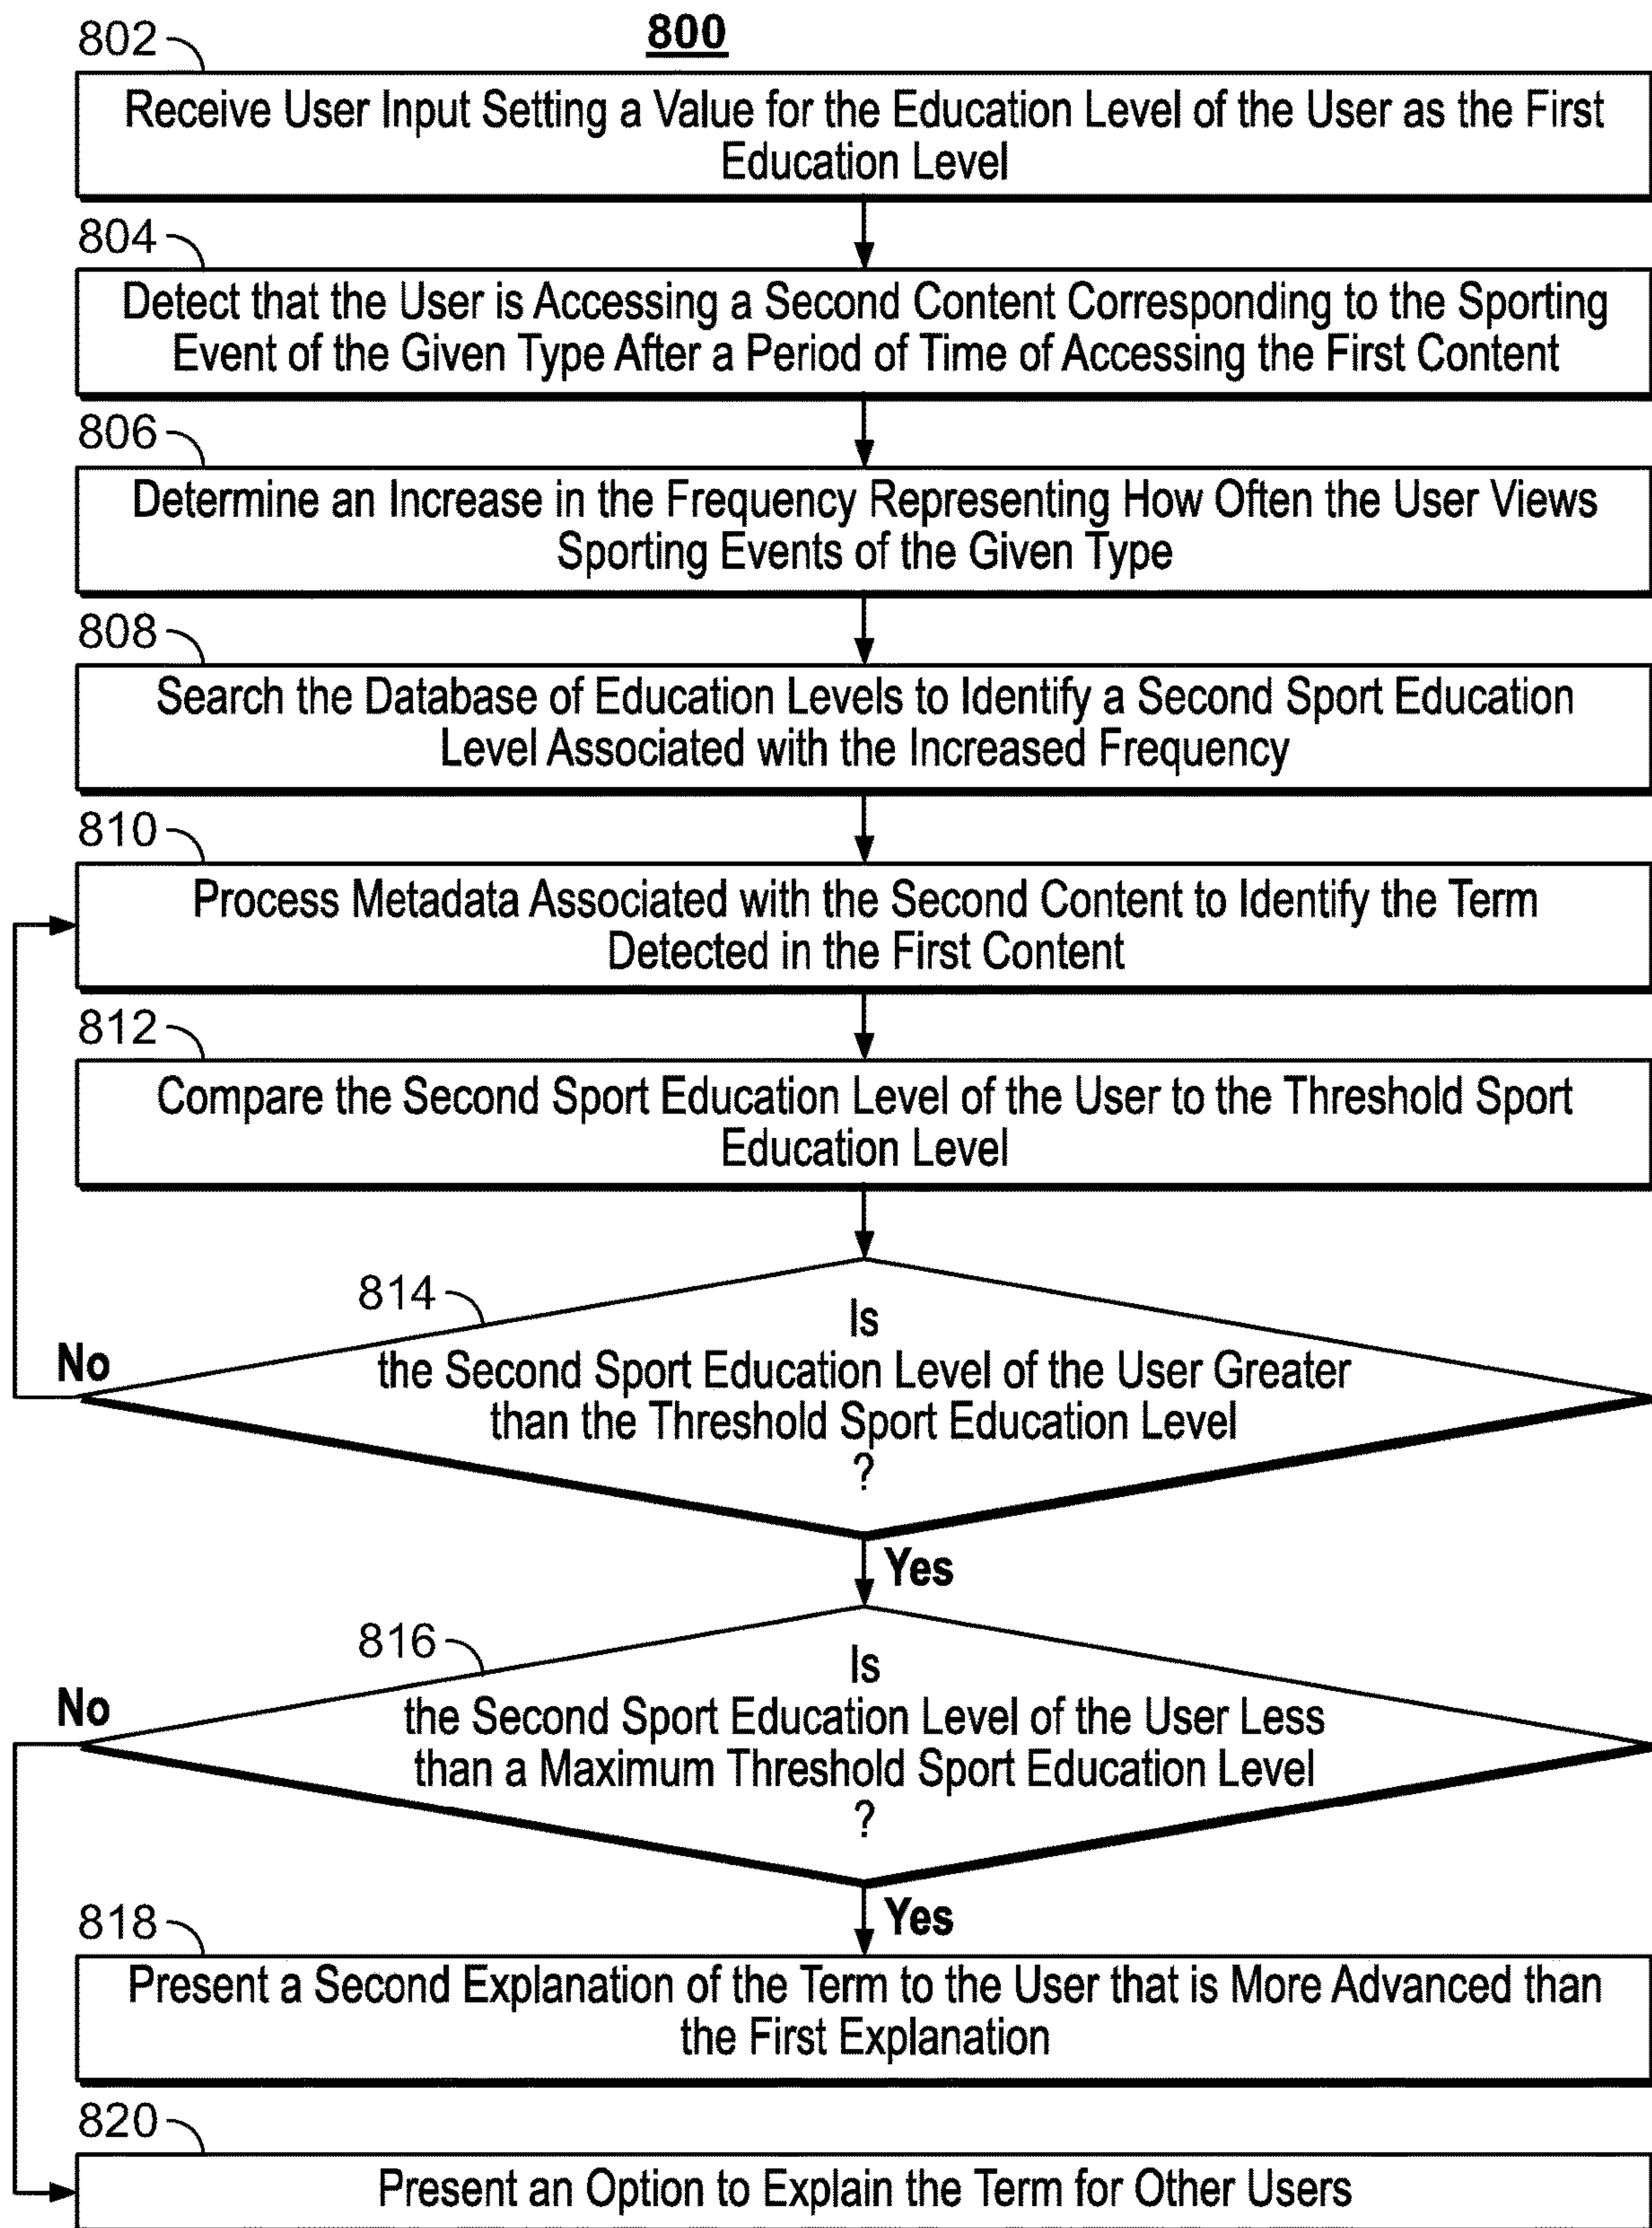 800
802
Receive User Input Setting a Value for the Education Level of the User as the First
Education Level
804
Detect that the User is Accessing a Second Content Corresponding to the Sporting
Event of the Given Type After a Period of Time of Accessing the First Content
806
Determine an Increase in the Frequency Representing How Often the User Views
Sporting Events of the Given Type
808
Search the Database of Education Levels to Identify a Second Sport Education
Level Associated with the Increased Frequency
810
Process Metadata Associated with the Second Content to Identify the Term
Detected in the First Content
812
Compare the Second Sport Education Level of the User to the Threshold Sport
Education Level
814
Is
the Second Sport Education Level of the User Greater
than the Threshold Sport Education Level
?
No
Yes
816
Is
the Second Sport Education Level of the User Less
than a Maximum Threshold Sport Education Level
?
No
Yes
818
Present a Second Explanation of the Term to the User that is More Advanced than
the First Explanation
820
Present an Option to Explain the Term for Other Users